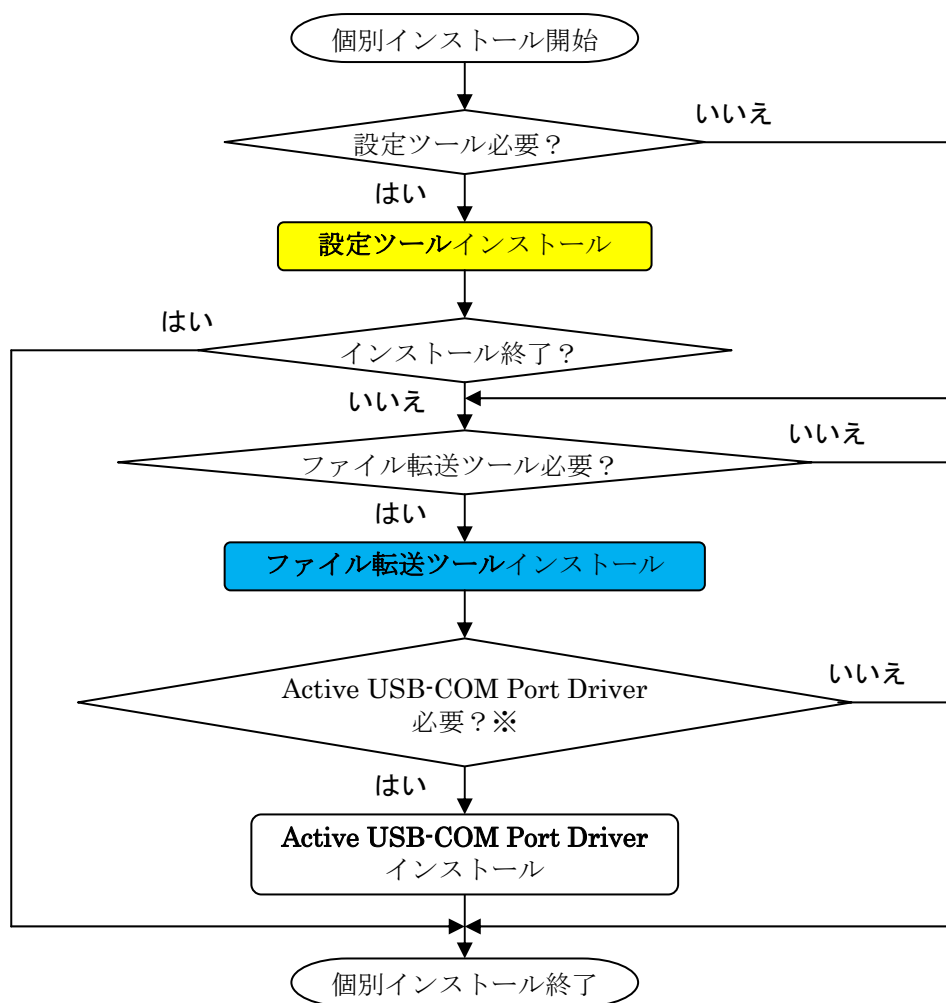 個別インストール開始
いいえ
設定ツール必要？
はい
設定ツールインストール
はい
インストール終了？
いいえ
いいえ
ファイル転送ツール必要？
はい
ファイル転送ツールインストール
Active USB-COM Port Driver
必要？※
いいえ
はい
Active USB-COM Port Driver
インストール
個別インストール終了